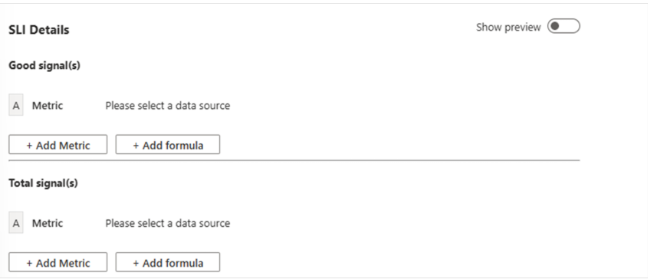 SLI Details Show preview
Good signal(s)
A Metric Please select a data source
+ Add Metric + Add formula
Total signal(s)
A Metric Please select a data source
+ Add Metric + Add formula